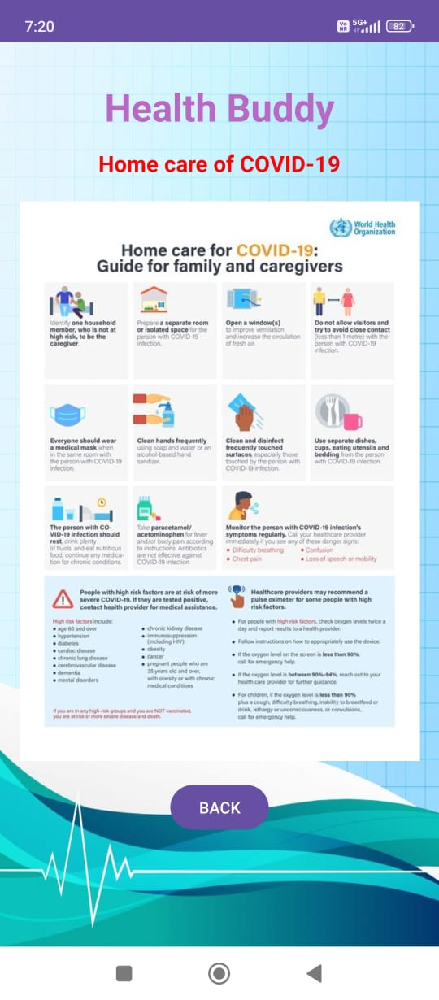 7:20
Vo
NR
5G+
82
Health Buddy
Home care of COVID-19
World Health
Organization
Home care for COVID-19:
Guide for family and caregivers
Identify one household
member, who is not at
high risk, to be the
caregiver.
Prepare a separate room
or isolated space for the
person with COVID-19
infection.
Open a window(s)
to improve ventilation
and increase the circulation
of fresh air.
Do not allow visitors and
try to avoid close contact
(less than 1 metre) with the
person with COVID-19
infection.
Everyone should wear
a medical mask when
in the same room with
the person with COVID-19
infection.
Clean hands frequently
using soap and water or an
alcohol-based hand
sanitizer.
Clean and disinfect
frequently touched
surfaces, especially those
touched by the person with
COVID-19 infection.
Use separate dishes,
cups, eating utensils and
bedding from the person
with COVID-19 infection.
The person with CO-
VID-19 infection should
rest, drink plenty
of fluids, and eat nutritious
food; continue any medica-
tion for chronic conditions.
Take paracetamol/
acetominophen for fever
and/or body pain according
to instructions. Antibiotics
are not effective against
COVID-19 infection.
Monitor the person with COVID-19 infection's
symptoms regularly. Call your healthcare provider
immediately if you see any of these danger signs:
• Difficulty breathing
• Confusion
• Chest pain
• Loss of speech or mobility
People with high risk factors are at risk of more
severe COVID-19. If they are tested positive,
contact health provider for medical assistance.
High risk factors include:
• age 60 and over
• hypertension
• diabetes
• cardiac disease
• chronic lung disease
• cerebrovascular disease
• dementia
• mental disorders
• chronic kidney disease
• immunosuppression
(including HIV)
• obesity
• cancer
• pregnant people who are
35 years old and over,
with obesity or with chronic
medical conditions
If you are in any high-risk groups and you are NOT vaccinated,
you are at risk of more severe disease and death.
Healthcare providers may recommend a
pulse oximeter for some people with high
risk factors.
• For people with high risk factors, check oxygen levels twice a
day and report results to a health provider.
• Follow instructions on how to appropriately use the device.
• If the oxygen level on the screen is less than 90%,
call for emergency help.
• If the oxygen level is between 90%-94%, reach out to your
health care provider for further guidance.
• For children, if the oxygen level is less than 90%
plus a cough, difficulty breathing, inability to breastfeed or
drink, lethargy or unconsciousness, or convulsions,
call for emergency help.
BACK